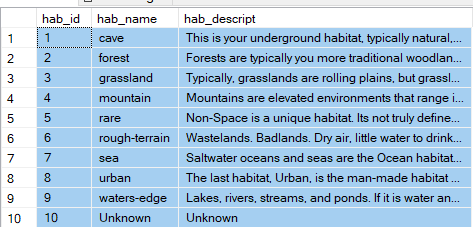 hab_id hab_name hab_descript
1 1 cave This is your underground habitat, typically natural,...
2 2 forest Forests are typically you more traditional woodlan...
3 3 grassland Typically, grasslands are rolling plains, but grassl...
4 4 mountain Mountains are elevated environments that range i...
5 5 rare Non-Space is a unique habitat. Its not truly define...
6 6 rough-terrain Wastelands. Badlands. Dry air, little water to drink...
7 7 sea Saltwater oceans and seas are the Ocean habitat...
8 8 urban The last habitat, Urban, is the man-made habitat ...
9 9 waters-edge Lakes, rivers, streams, and ponds. If it is water an...
10 10 Unknown Unknown